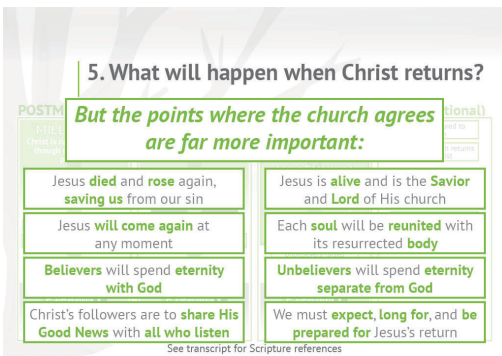 5. What will happen when Christ returns?
POSTM
tional)
But the points where the church agrees
are far more important:
Jesus died and rose again,
saving us from our sin
Jesus is alive and is the Savior
and Lord of His church
Jesus will come again at
any moment
Each soul will be reunited with
its resurrected body
Believers will spend eternity
with God
Unbelievers will spend eternity
separate from God
Christ's followers are to share His
Good News with all who listen
We must expect, long for, and be
prepared for Jesus's return
See transcript for Scripture references